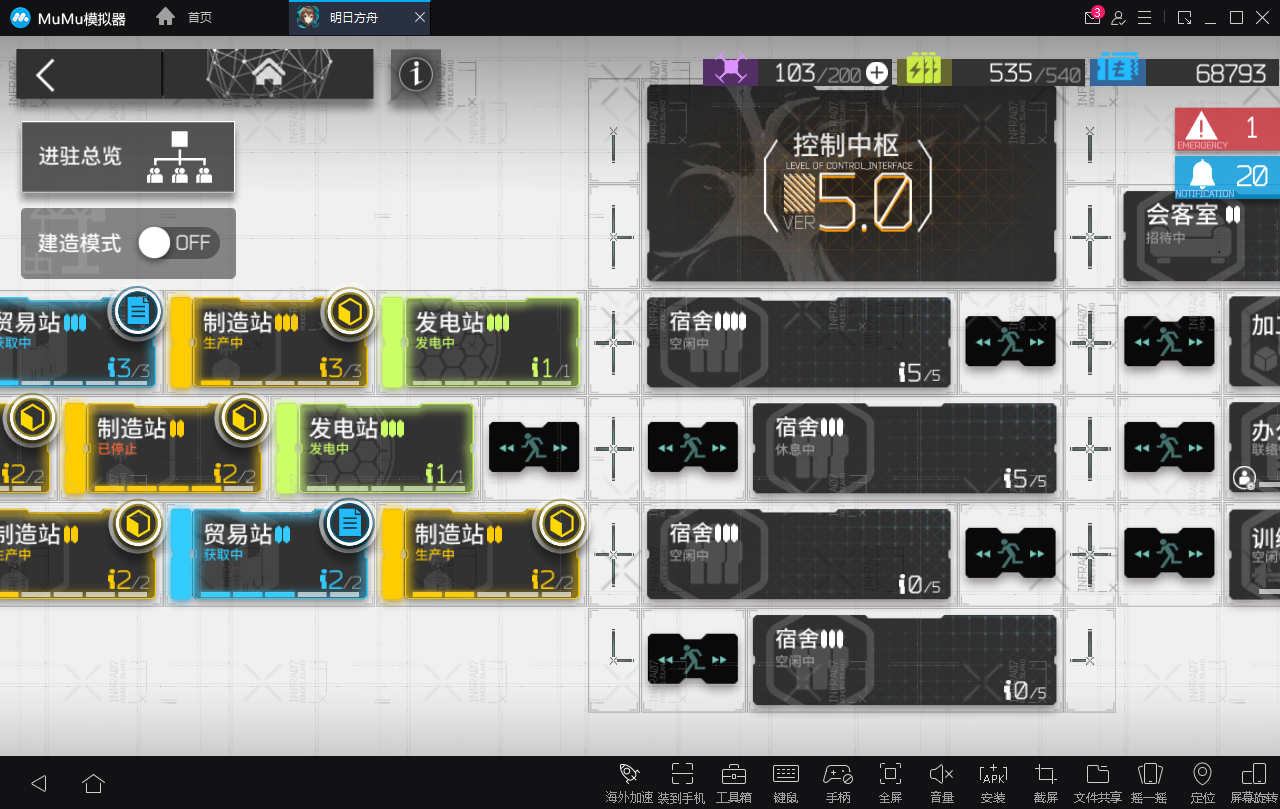 MuMu模拟器
首页
明日方舟
3
103/200
535/540
68793
进驻总览
建造模式
OFF
控制中枢
LEVEL OF CONTROL_INTERFACE
VER 5.0
1
EMERGENCY
20
NOTIFICATION
会客室
招待中
贸易站
获取中
3/3
制造站
生产中
3/3
发电站
发电中
1/1
宿舍
空闲中
5/5
2/2
制造站
已停止
2/2
发电站
发电中
1/1
宿舍
休息中
5/5
制造站
生产中
2/2
贸易站
获取中
2/2
制造站
生产中
2/2
宿舍
空闲中
0/5
宿舍
空闲中
0/5
海外加速
装到手机
工具箱
键鼠
手柄
全屏
音量
APK
安装
截屏
文件共享
摇一摇
定位
屏幕旋转